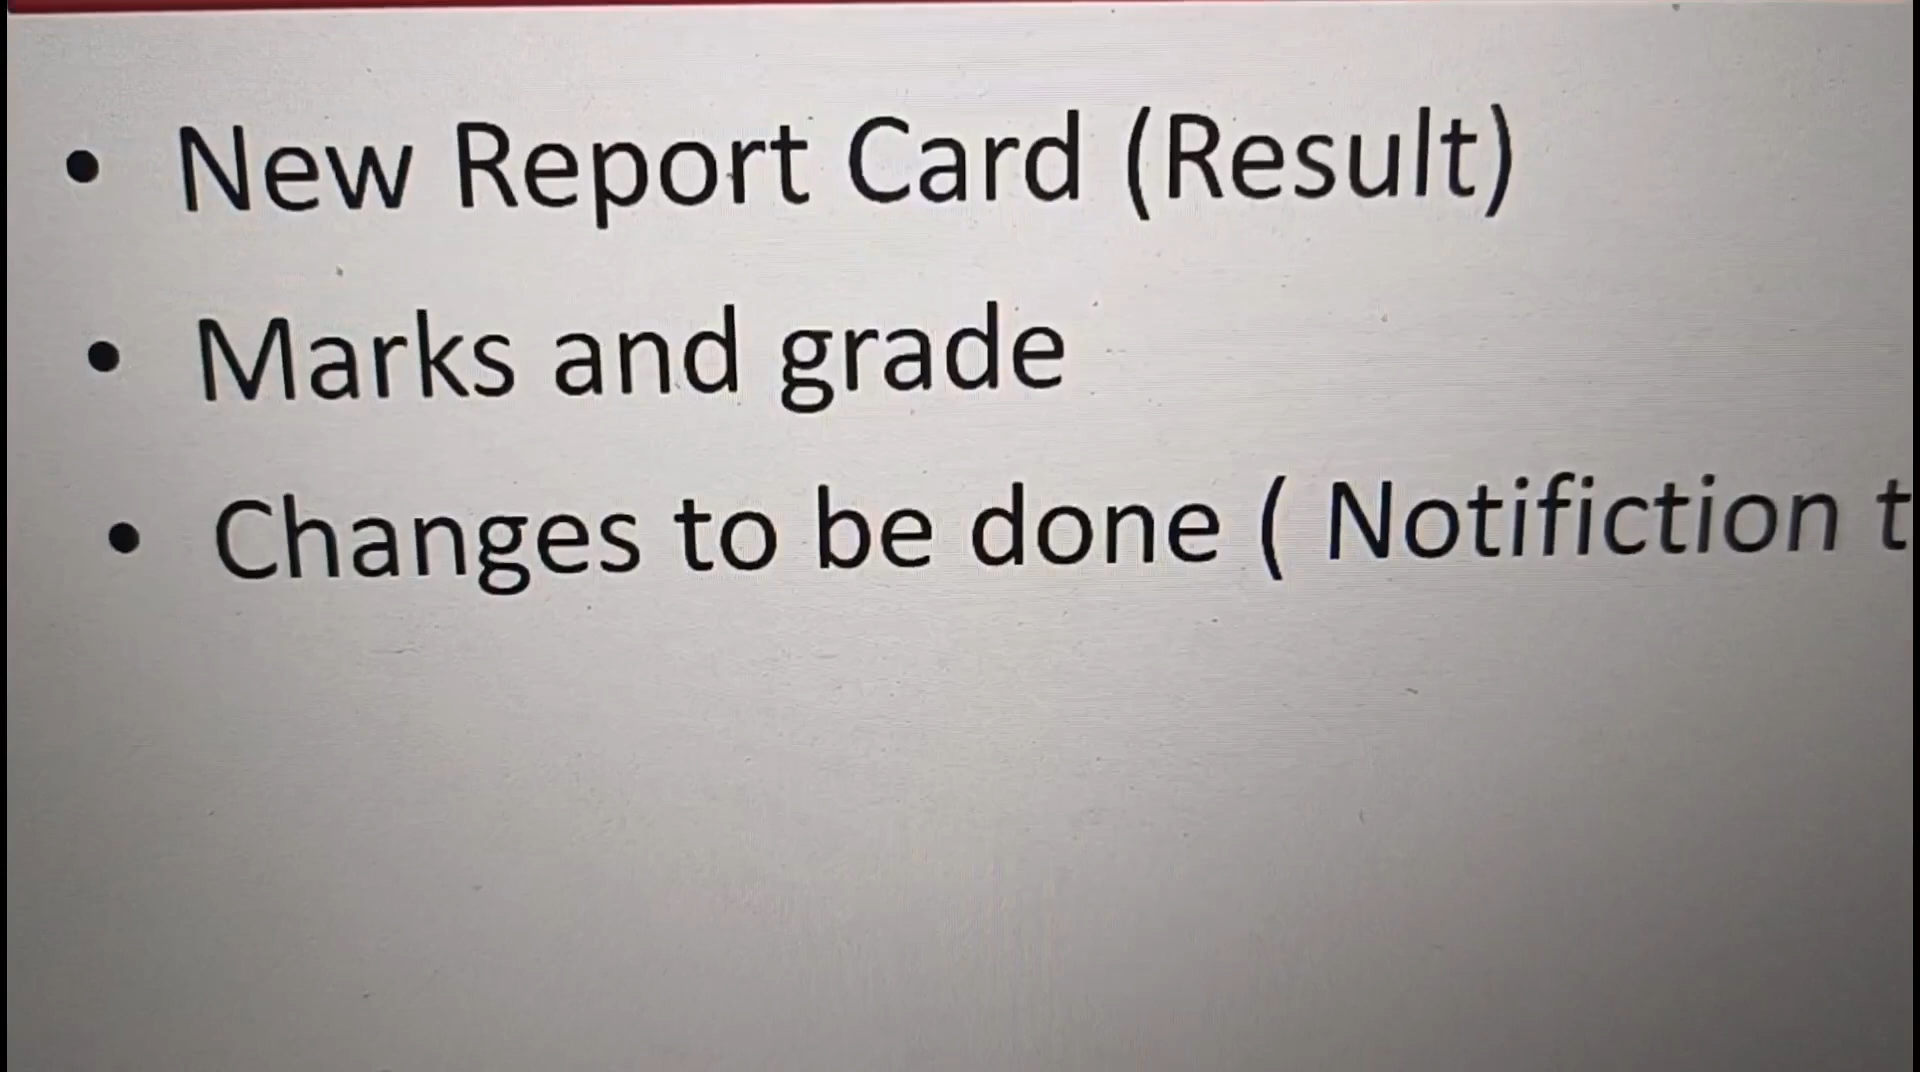 • New Report Card (Result)
• Marks and grade
• Changes to be done ( Notifiction t